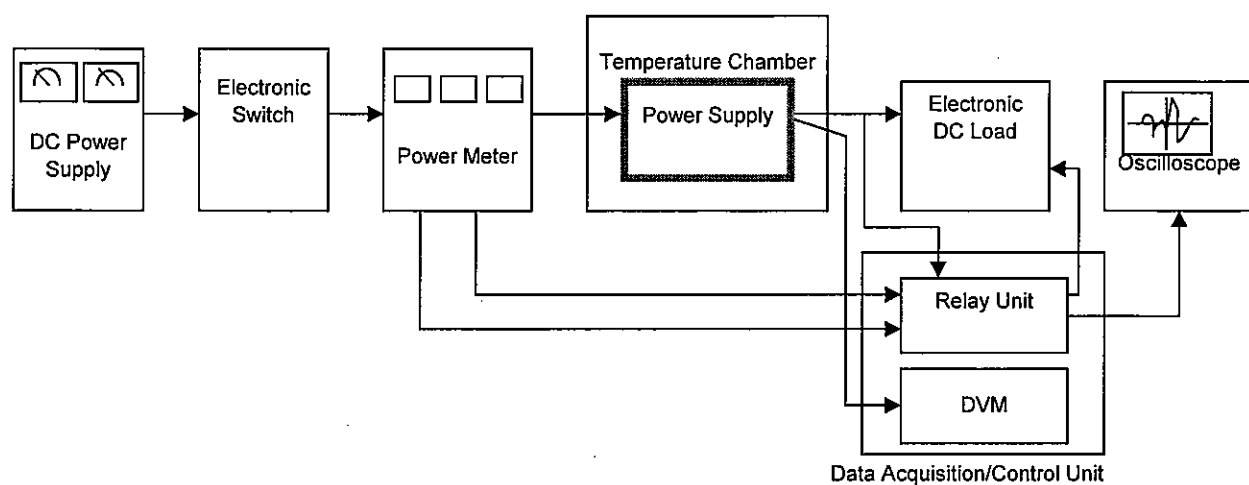 DC Power
Supply
Electronic
Switch
Power Meter
Temperature Chamber
Power Supply
Electronic
DC Load
Oscilloscope
Relay Unit
DVM
Data Acquisition/Control Unit